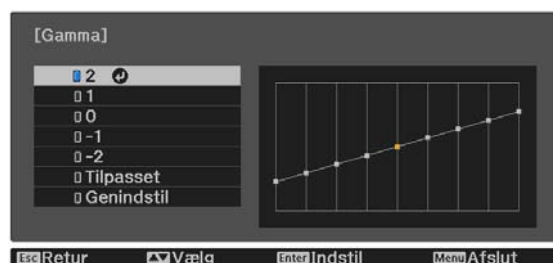 [Gamma]
2
1
0
-1
-2
Tilpasset
Genindstil
Esc Retur Vælg Enter Indstil Menu Afslut